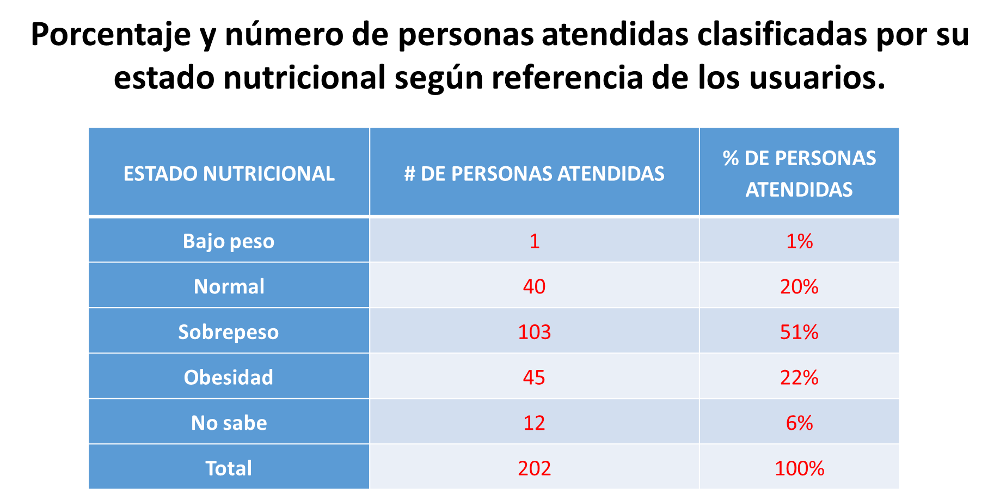 Porcentaje y número de personas atendidas clasificadas por su
estado nutricional según referencia de los usuarios.
ESTADO NUTRICIONAL # DE PERSONAS ATENDIDAS % DE PERSONAS
ATENDIDAS
Bajo peso 1 1%
Normal 40 20%
Sobrepeso 103 51%
Obesidad 45 22%
No sabe 12 6%
Total 202 100%